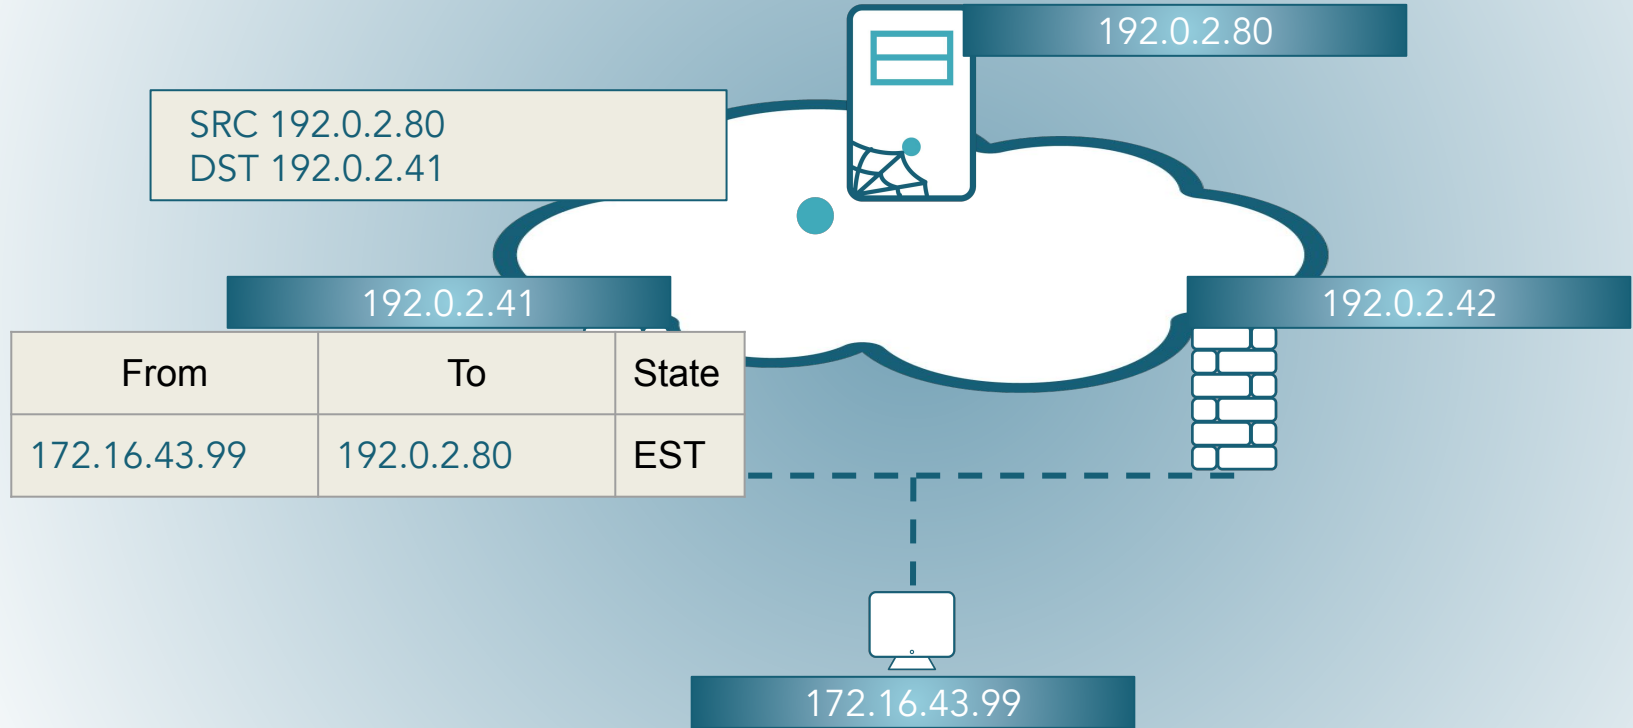 192.0.2.80
SRC 192.0.2.80
DST 192.0.2.41
192.0.2.41
192.0.2.42
From To State
172.16.43.99 192.0.2.80 EST
172.16.43.99